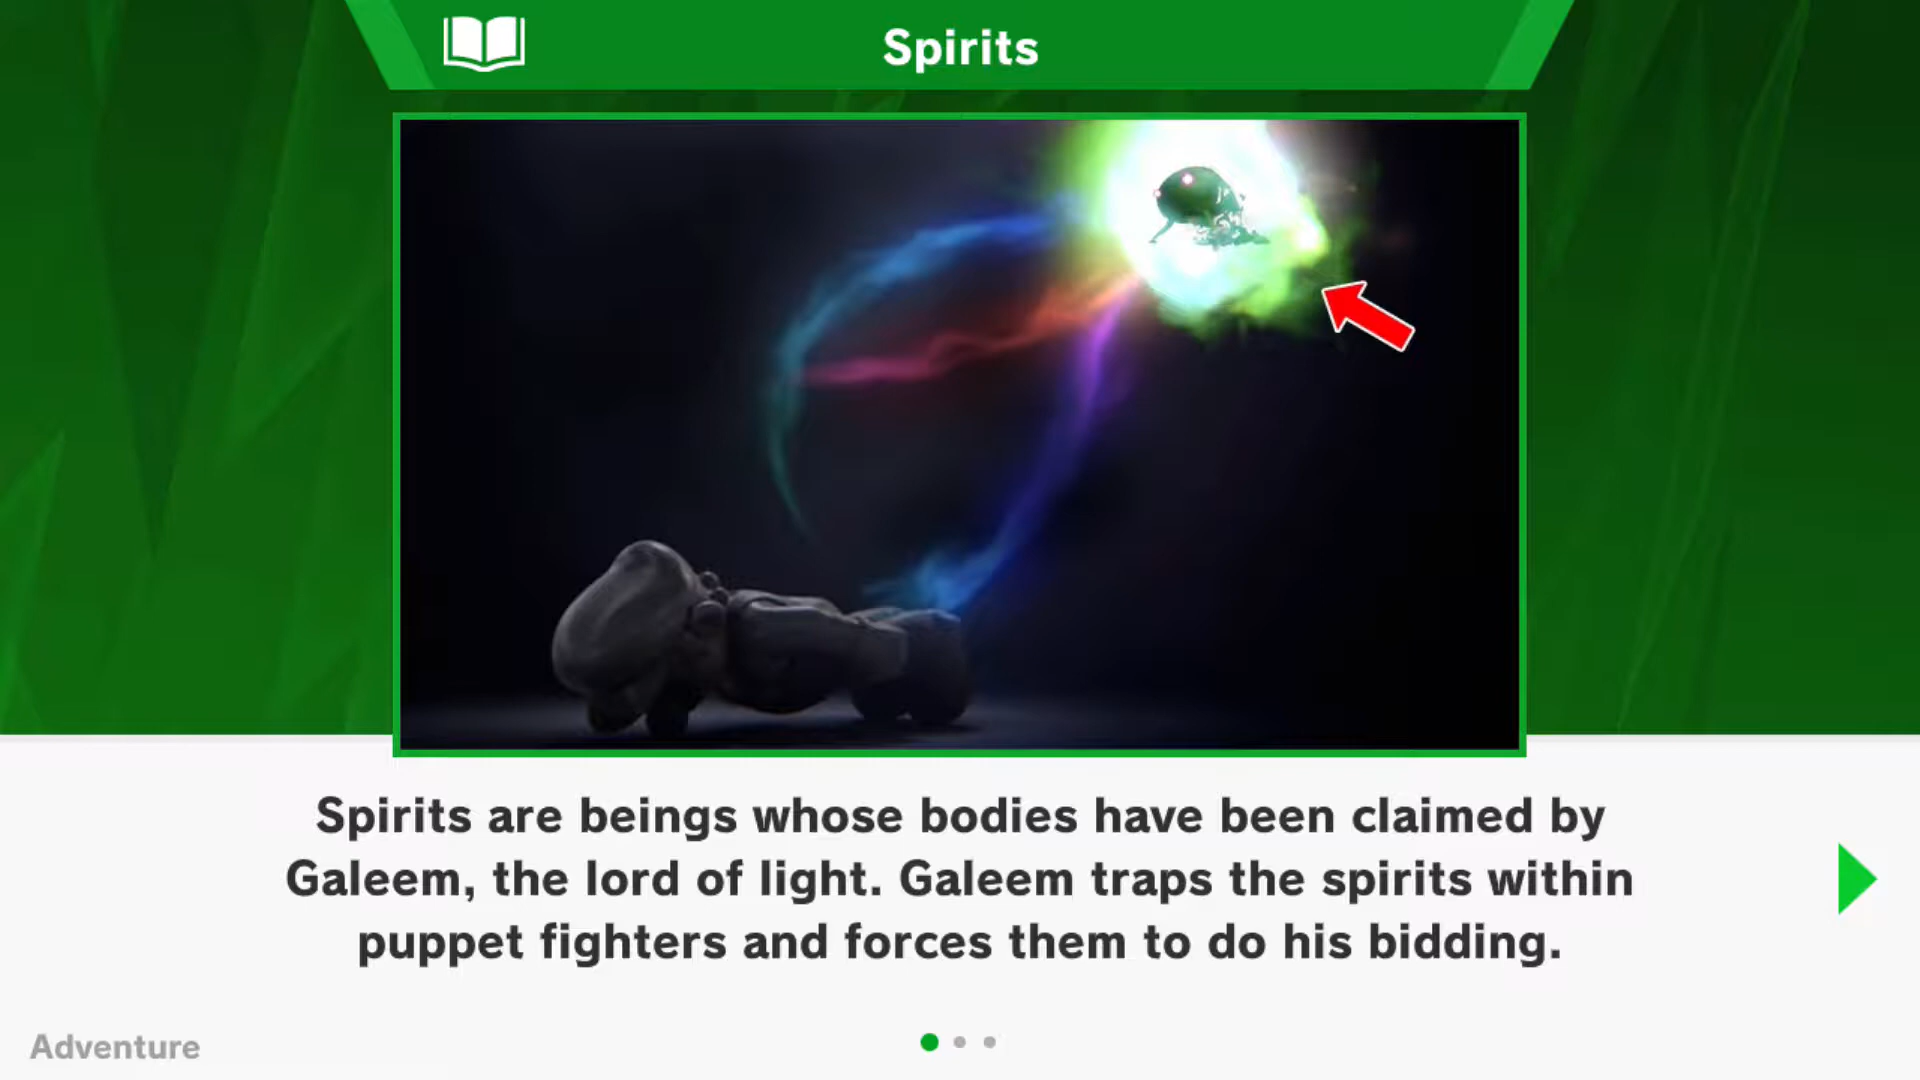 Spirits
Spirits are beings whose bodies have been claimed by
Galeem, the lord of light. Galeem traps the spirits within
puppet fighters and forces them to do his bidding.
Adventure